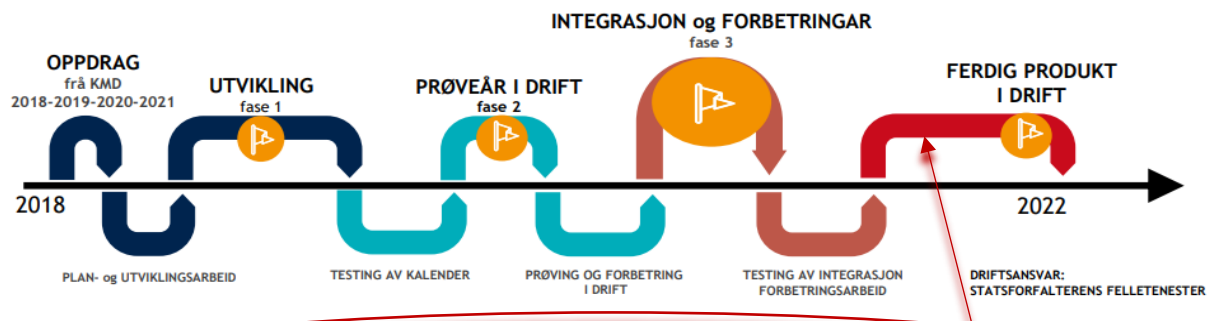 INTEGRASJON og FORBETRINGAR
fase 3
OPPDRAG
frå KMD
2018-2019-2020-2021
UTVIKLING
fase 1
PRØVEÅR I DRIFT
fase 2
FERDIG PRODUKT
I DRIFT
2018
2022
PLAN- og UTVIKLINGSARBEID
TESTING AV KALENDER
PRØVING OG FORBETRING
I DRIFT
TESTING AV INTEGRASJON
FORBETRINGSARBEID
DRIFTSANSVAR:
STATSFORFALTERENS FELLETENESTER